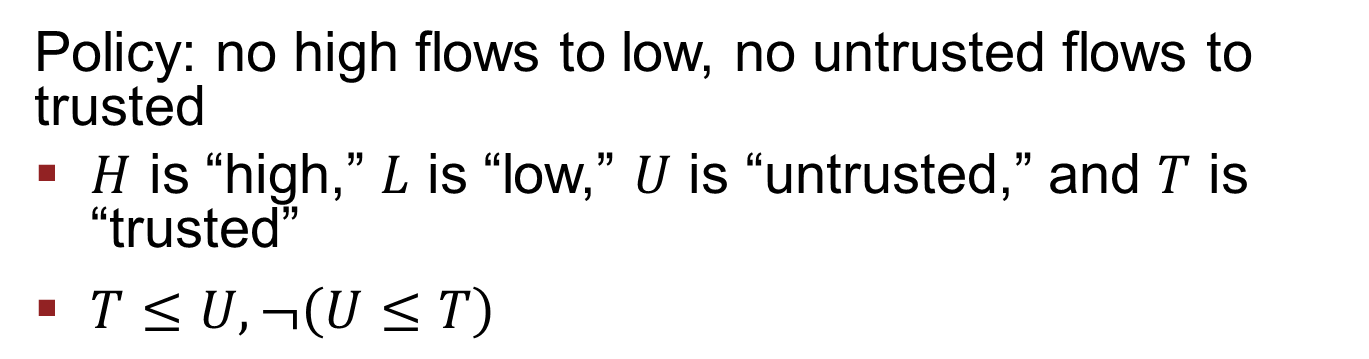 Policy: no high flows to low, no untrusted flows to
trusted
▪ H is “high,” L is “low,” U is “untrusted,” and T is
“trusted”
▪ T ≤ U, ¬(U ≤ T)